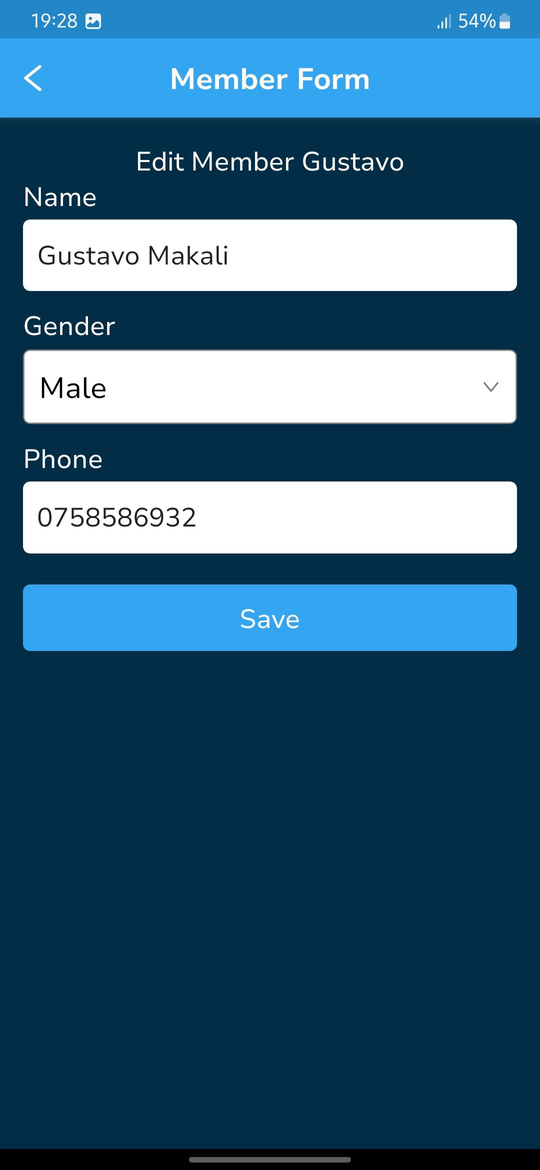 19:28 54%
Member Form
Edit Member Gustavo
Name
Gustavo Makali
Gender
Male
Phone
0758586932
Save